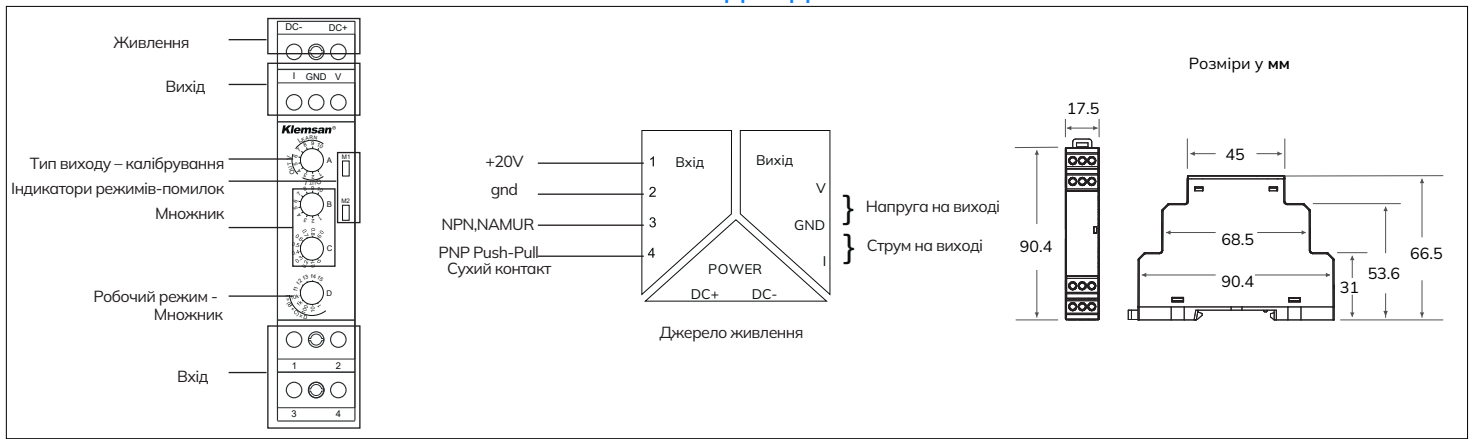 DC- DC+
Живлення
I GND V
Вихід
Klemsan®
LEARN
A
M1
Тип виходу – калібрування
Індикатори режимів-помилок
B
M2
Множник
C
Робочий режим -
Множник
D
1 2
Вхід
3 4
+20V
gnd
NPN,NAMUR
PNP Push-Pull
Сухий контакт
1 Вхід
2
3
4
Вихід
V
GND
I
POWER
DC+ DC-
Джерело живлення
} Напруга на виході
} Струм на виході
Розміри у мм
17.5
90.4
45
68.5
90.4
31
53.6
66.5